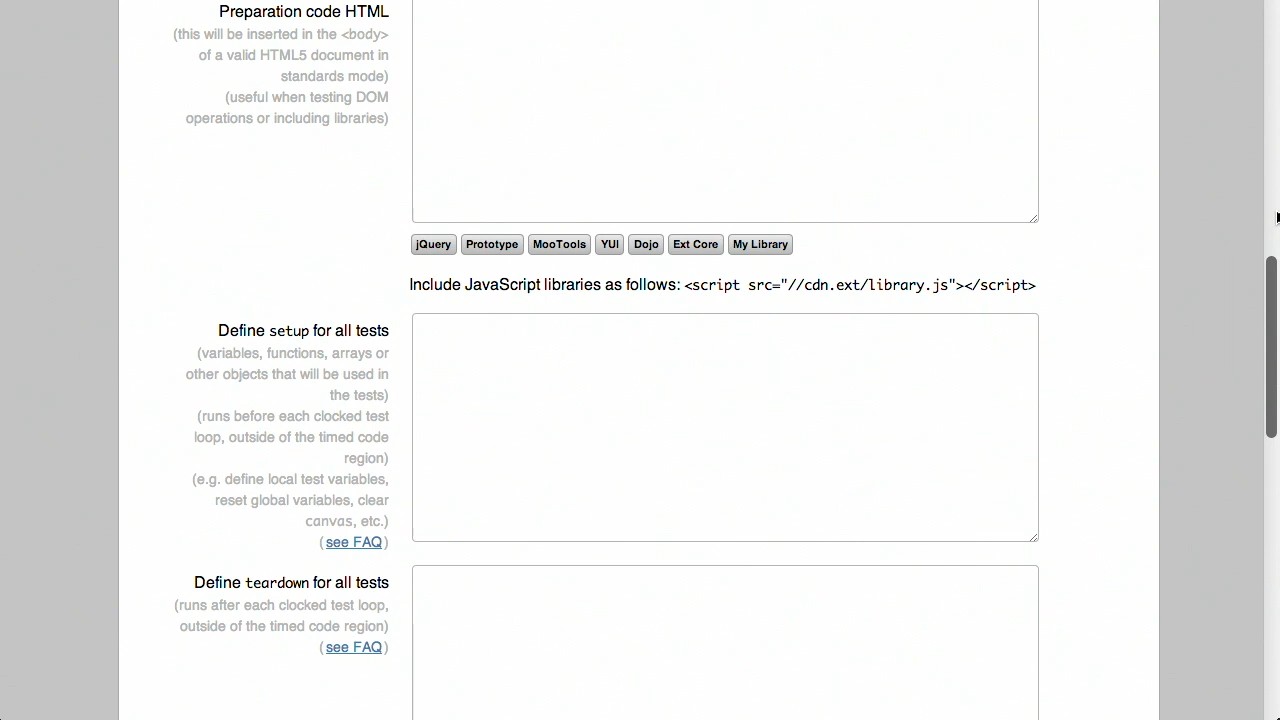 Preparation code HTML
(this will be inserted in the <body>
of a valid HTML5 document in
standards mode)
(useful when testing DOM
operations or including libraries)
jQuery Prototype MooTools YUI Dojo Ext Core My Library
Include JavaScript libraries as follows: <script src="//cdn.ext/library.js"></script>
Define setup for all tests
(variables, functions, arrays or
other objects that will be used in
the tests)
(runs before each clocked test
loop, outside of the timed code
region)
(e.g. define local test variables,
reset global variables, clear
canvas, etc.)
(see FAQ)
Define teardown for all tests
(runs after each clocked test loop,
outside of the timed code region)
(see FAQ)